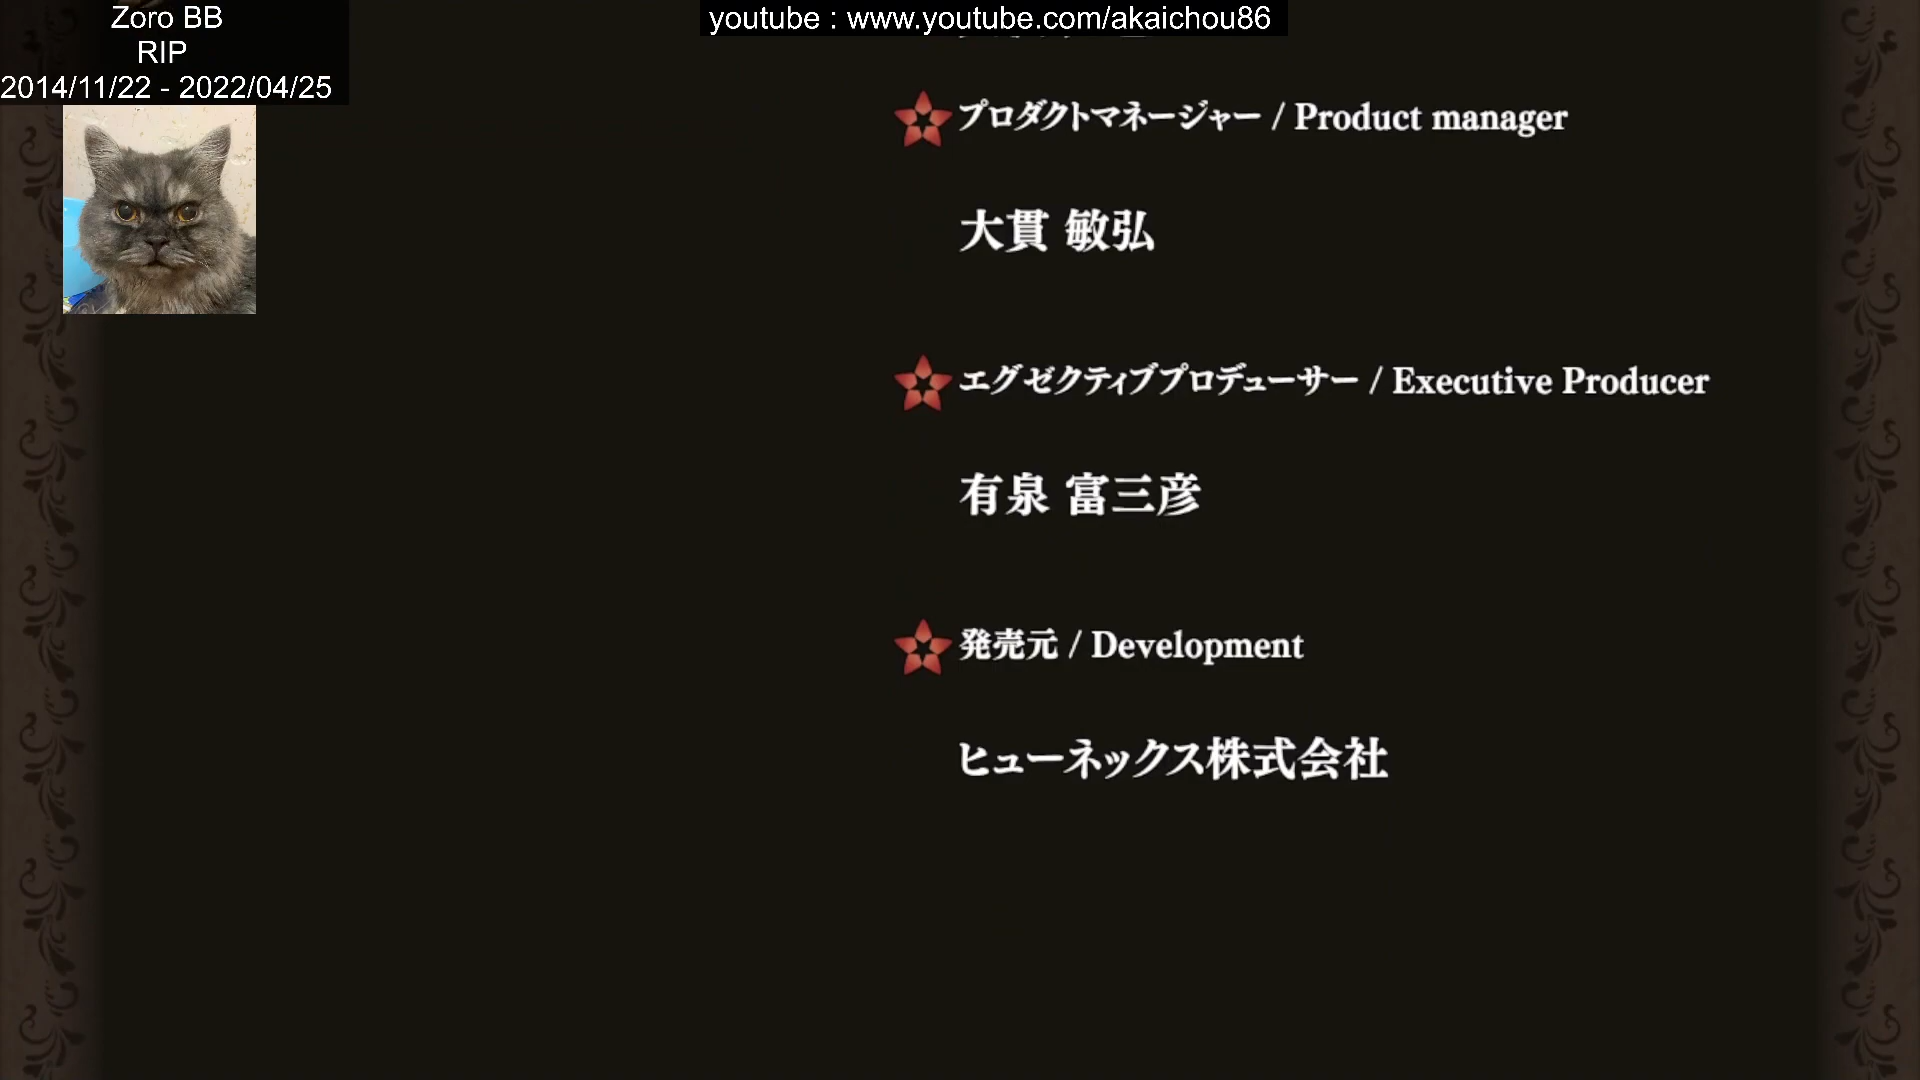 Zoro BB
RIP
2014/11/22 - 2022/04/25
youtube : www.youtube.com/akaichou86
プロダクトマネージャー / Product manager
大貫 敏弘
エグゼクティブプロデューサー / Executive Producer
有泉 富三彦
発売元 / Development
ヒューネックス株式会社